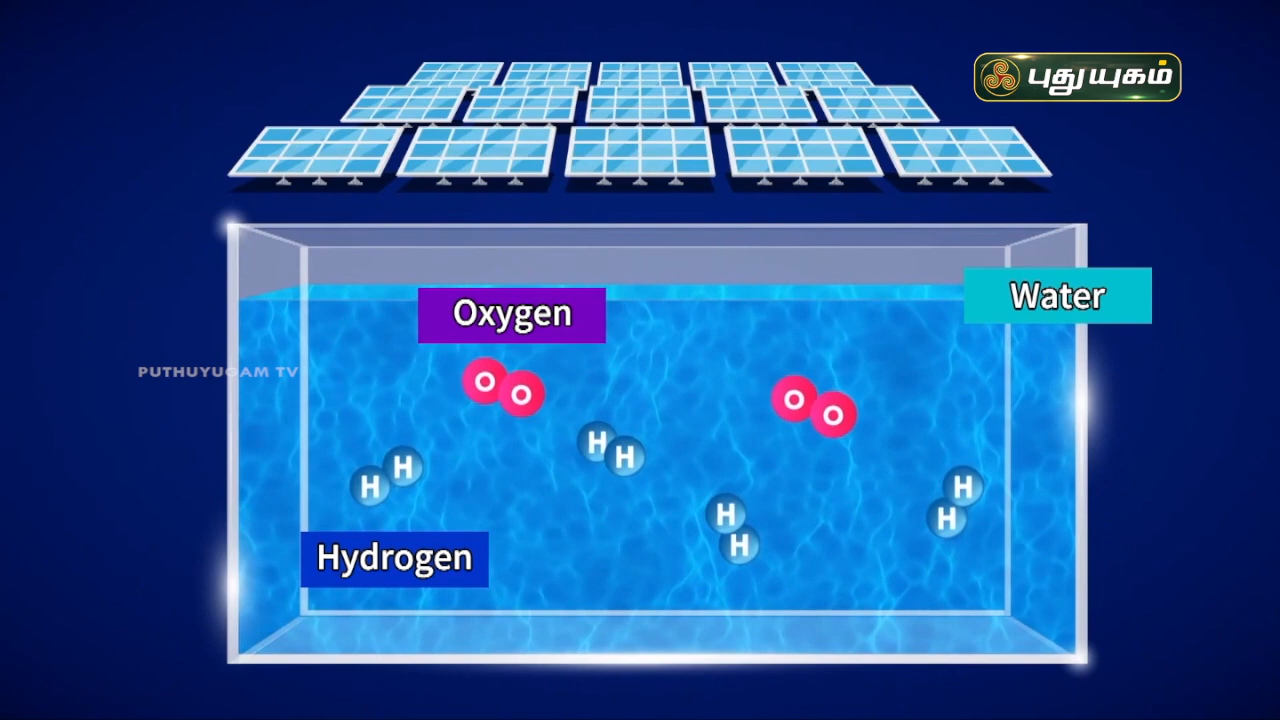 புதுயுகம்
Oxygen
Water
PUTHUYUGAM TV
O O
O O
H H
H H
H H
H H
Hydrogen